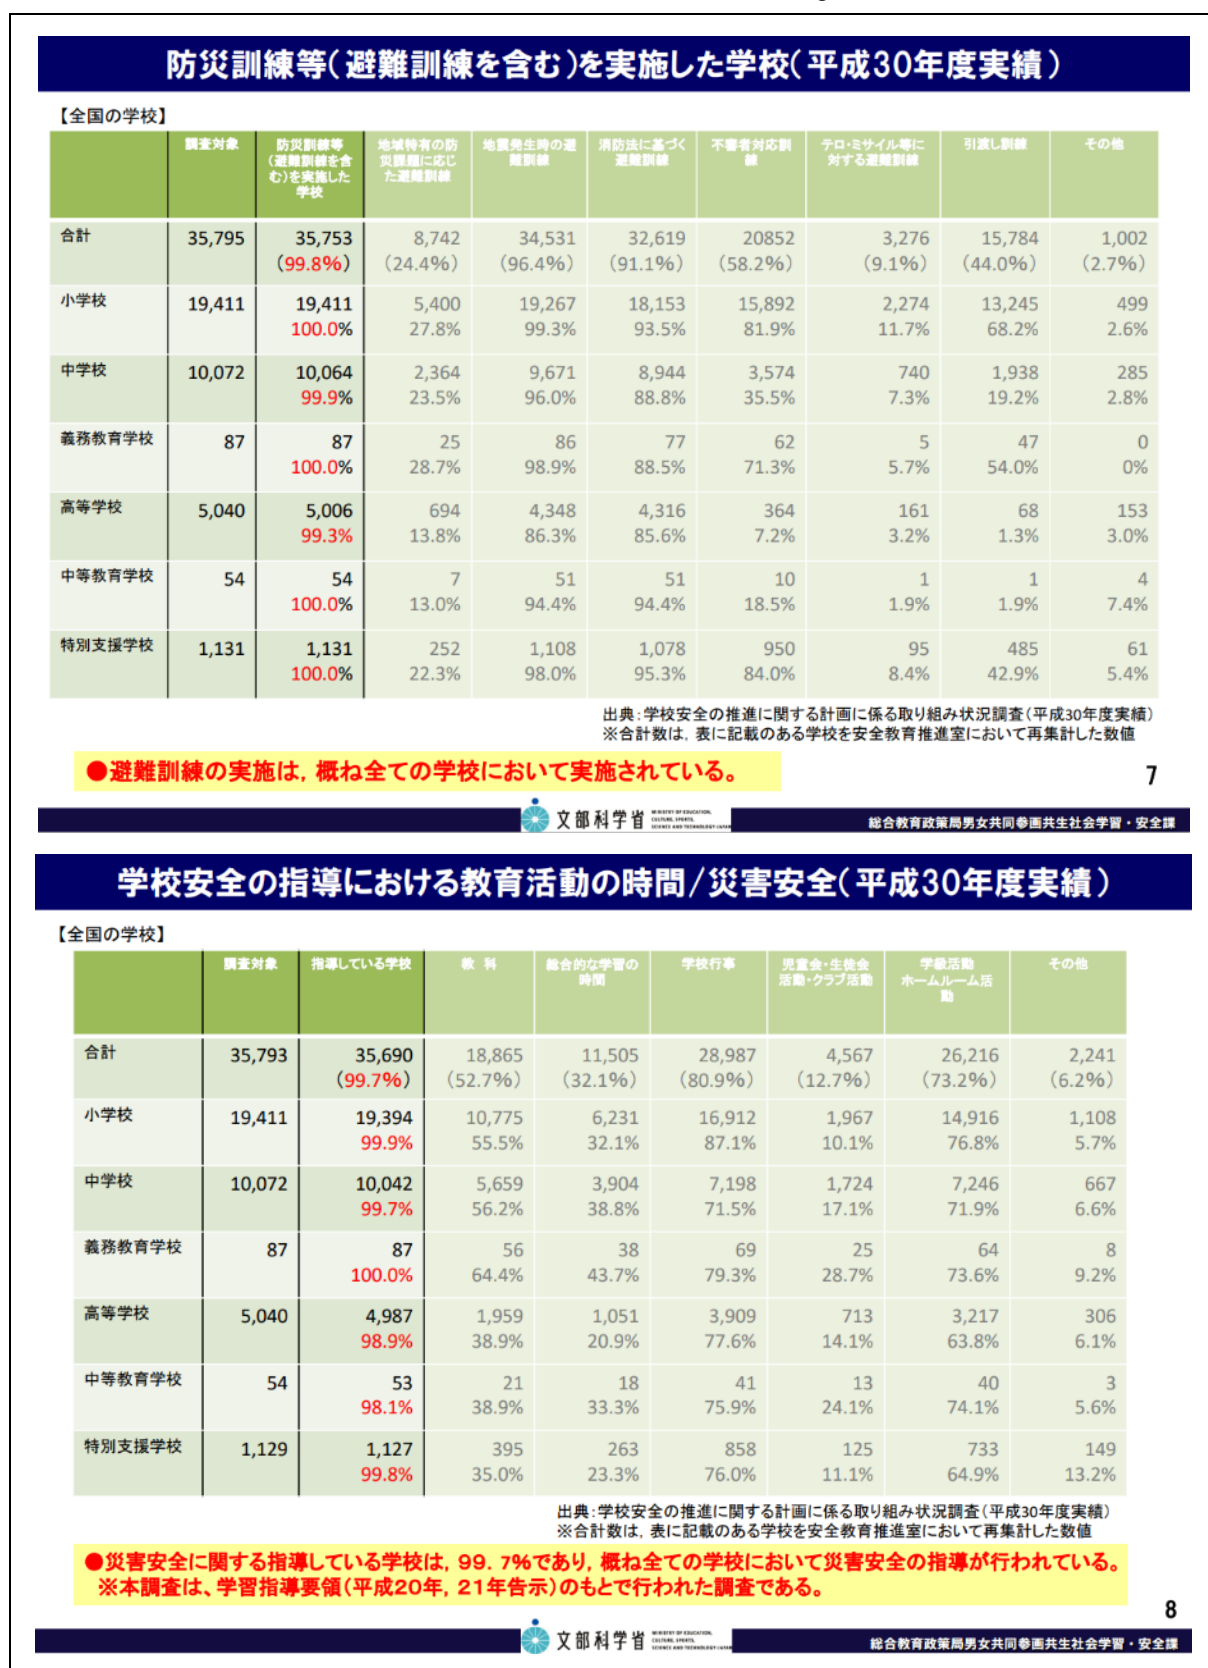 防災訓練等(避難訓練を含む)を実施した学校(平成30年度実績)
【全国の学校】
調査対象 防災訓練等(避難訓練を含む)を実施した学校 地域特有の防災課題に応じた避難訓練 地震発生時の避難訓練 消防法に基づく避難訓練 不審者対応訓練 テロ・ミサイル等に対する避難訓練 引渡し訓練 その他
合計 35,795 35,753 8,742 34,531 32,619 20852 3,276 15,784 1,002
(99.8%) (24.4%) (96.4%) (91.1%) (58.2%) (9.1%) (44.0%) (2.7%)
小学校 19,411 19,411 5,400 19,267 18,153 15,892 2,274 13,245 499
100.0% 27.8% 99.3% 93.5% 81.9% 11.7% 68.2% 2.6%
中学校 10,072 10,064 2,364 9,671 8,944 3,574 740 1,938 285
99.9% 23.5% 96.0% 88.8% 35.5% 7.3% 19.2% 2.8%
義務教育学校 87 87 25 86 77 62 5 47 0
100.0% 28.7% 98.9% 88.5% 71.3% 5.7% 54.0% 0%
高等学校 5,040 5,006 694 4,348 4,316 364 161 68 153
99.3% 13.8% 86.3% 85.6% 7.2% 3.2% 1.3% 3.0%
中等教育学校 54 54 7 51 51 10 1 1 4
100.0% 13.0% 94.4% 94.4% 18.5% 1.9% 1.9% 7.4%
特別支援学校 1,131 1,131 252 1,108 1,078 950 95 485 61
100.0% 22.3% 98.0% 95.3% 84.0% 8.4% 42.9% 5.4%
出典:学校安全の推進に関する計画に係る取り組み状況調査(平成30年度実績)
※合計数は,表に記載のある学校を安全教育推進室において再集計した数値
●避難訓練の実施は,概ね全ての学校において実施されている。
7
文部科学省 MINISTRY OF EDUCATION, CULTURE, SPORTS, SCIENCE AND TECHNOLOGY-JAPAN
総合教育政策局男女共同参画共生社会学習・安全課
学校安全の指導における教育活動の時間/災害安全(平成30年度実績)
【全国の学校】
調査対象 指導している学校 教 科 総合的な学習の時間 学校行事 児童会・生徒会活動・クラブ活動 学級活動ホームルーム活動 その他
合計 35,793 35,690 18,865 11,505 28,987 4,567 26,216 2,241
(99.7%) (52.7%) (32.1%) (80.9%) (12.7%) (73.2%) (6.2%)
小学校 19,411 19,394 10,775 6,231 16,912 1,967 14,916 1,108
99.9% 55.5% 32.1% 87.1% 10.1% 76.8% 5.7%
中学校 10,072 10,042 5,659 3,904 7,198 1,724 7,246 667
99.7% 56.2% 38.8% 71.5% 17.1% 71.9% 6.6%
義務教育学校 87 87 56 38 69 25 64 8
100.0% 64.4% 43.7% 79.3% 28.7% 73.6% 9.2%
高等学校 5,040 4,987 1,959 1,051 3,909 713 3,217 306
98.9% 38.9% 20.9% 77.6% 14.1% 63.8% 6.1%
中等教育学校 54 53 21 18 41 13 40 3
98.1% 38.9% 33.3% 75.9% 24.1% 74.1% 5.6%
特別支援学校 1,129 1,127 395 263 858 125 733 149
99.8% 35.0% 23.3% 76.0% 11.1% 64.9% 13.2%
出典:学校安全の推進に関する計画に係る取り組み状況調査(平成30年度実績)
※合計数は,表に記載のある学校を安全教育推進室において再集計した数値
●災害安全に関する指導している学校は,99.7%であり,概ね全ての学校において災害安全の指導が行われている。
※本調査は、学習指導要領(平成20年,21年告示)のもとで行われた調査である。
8
文部科学省 MINISTRY OF EDUCATION, CULTURE, SPORTS, SCIENCE AND TECHNOLOGY-JAPAN
総合教育政策局男女共同参画共生社会学習・安全課